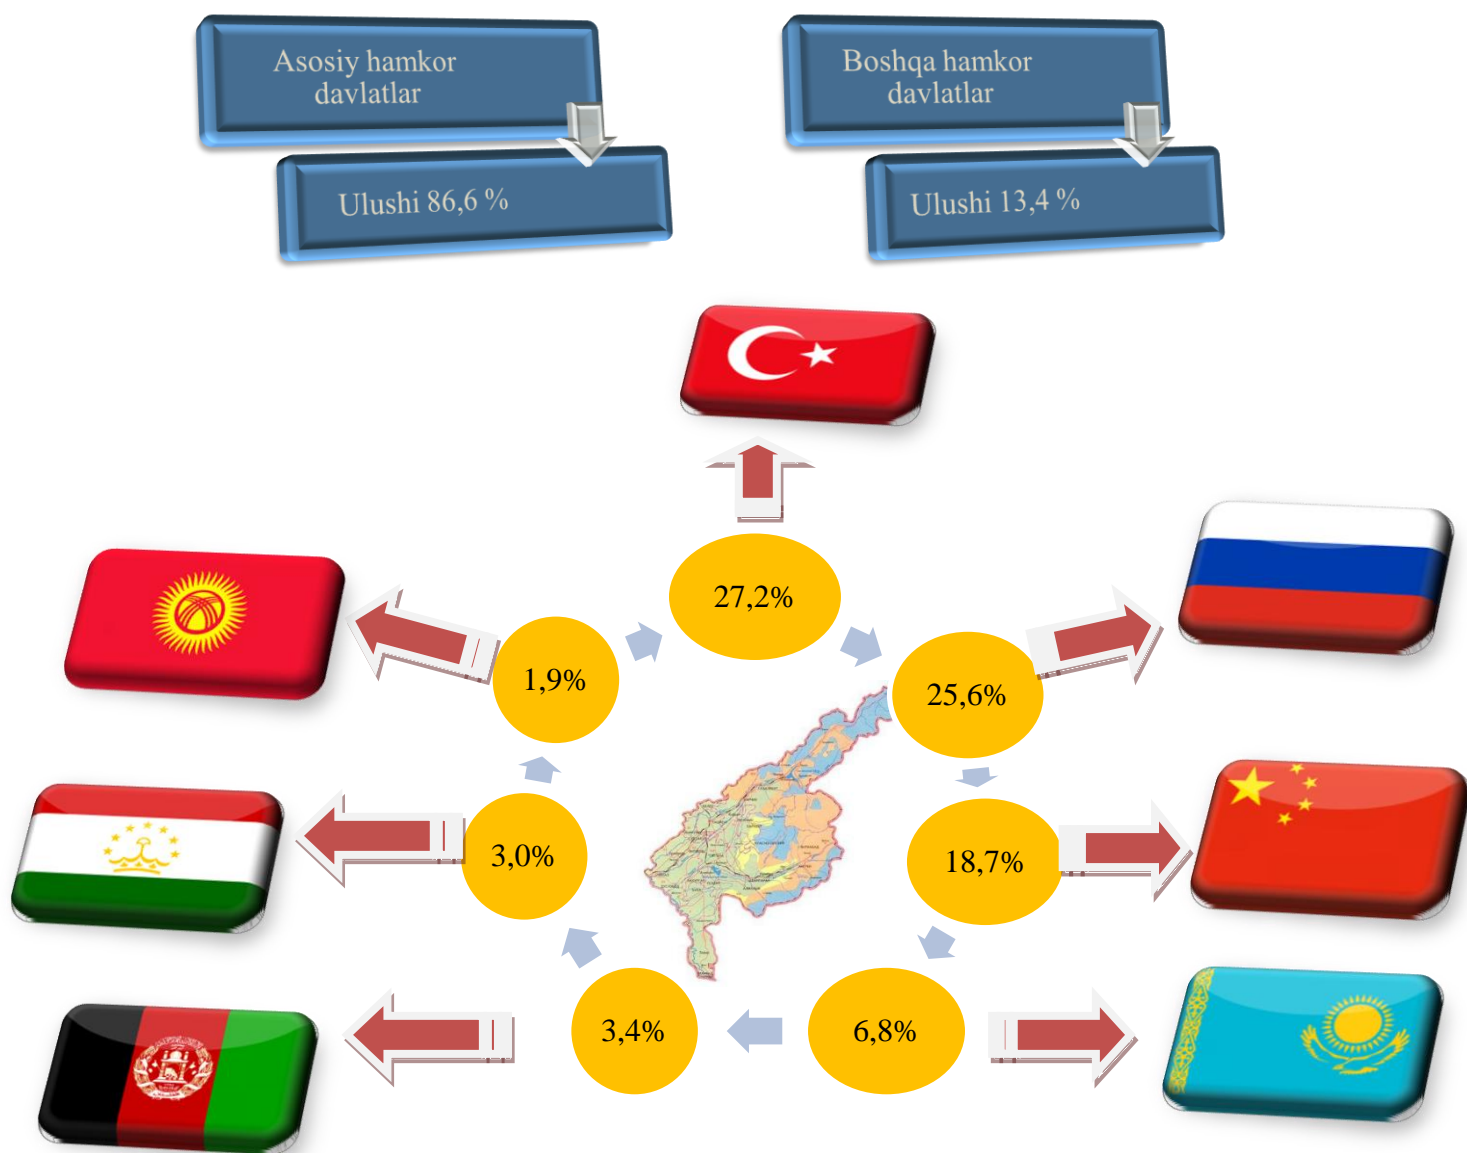 Asosiy hamkor
davlatlar
Boshqa hamkor
davlatlar
Ulushi 86,6 %
Ulushi 13,4 %
27,2%
1,9%
25,6%
3,0%
18,7%
3,4%
6,8%